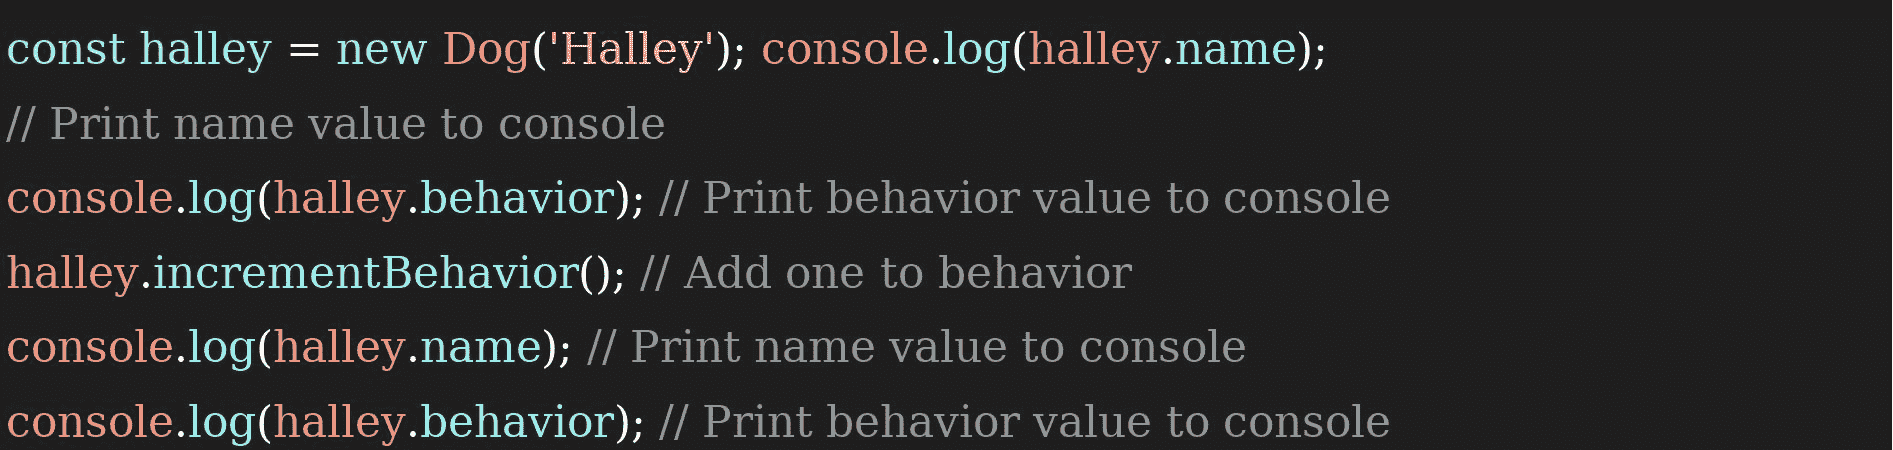 const halley = new Dog('Halley'); console.log(halley.name);
// Print name value to console
console.log(halley.behavior); // Print behavior value to console
halley.incrementBehavior(); // Add one to behavior
console.log(halley.name); // Print name value to console
console.log(halley.behavior); // Print behavior value to console